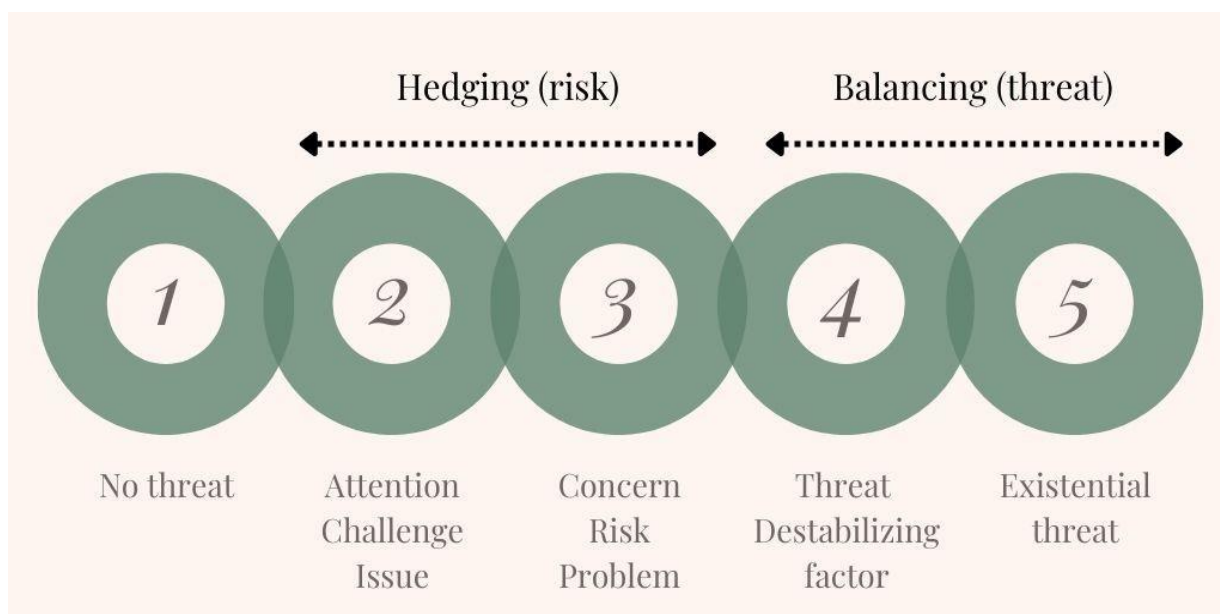 Hedging (risk)
Balancing (threat)
1
2
3
4
5
No threat
Attention
Challenge
Issue
Concern
Risk
Problem
Threat
Destabilizing
factor
Existential
threat